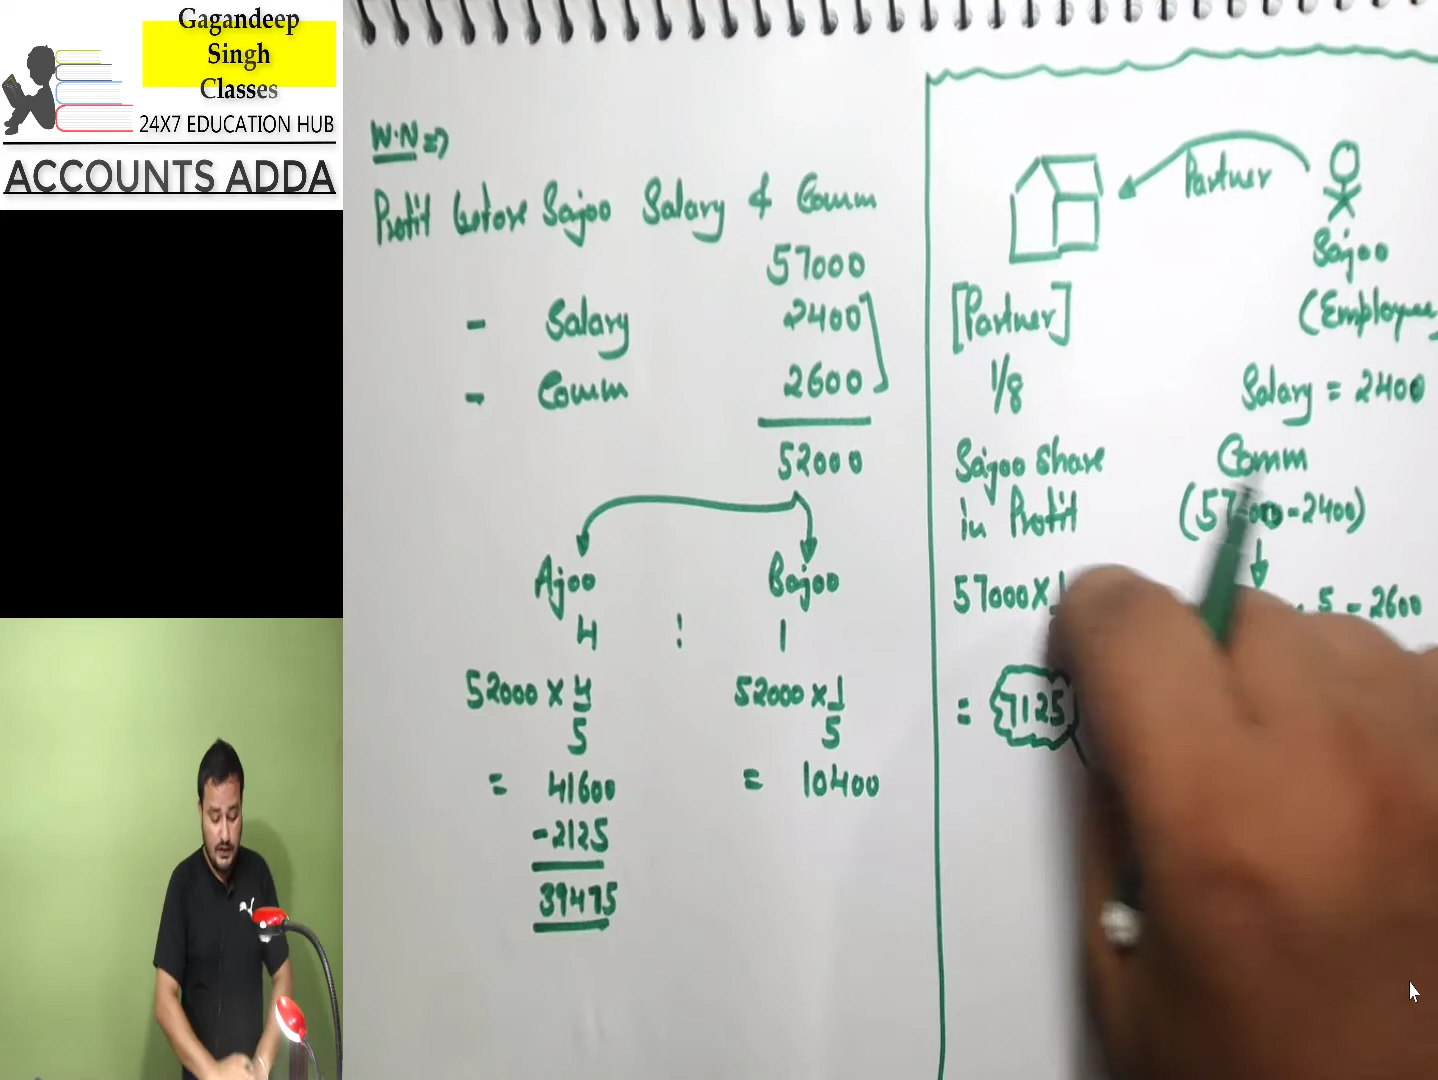 Gagandeep
Singh
Classes
24X7 EDUCATION HUB
ACCOUNTS ADDA
W.N ⇒
Profit before Sajoo Salary & Comm
57000
- Salary 2400
- Comm 2600
52000
Ajoo Bajoo
4 : 1
52000 × 4/5 52000 × 1/5
= 41600 = 10400
-2125
39475
Partner
Sajoo
[Partner] (Employee
1/8 Salary = 2400
Sajoo Share Comm
in Profit (57000-2400)
57000 × 5 - 2600
= 7125